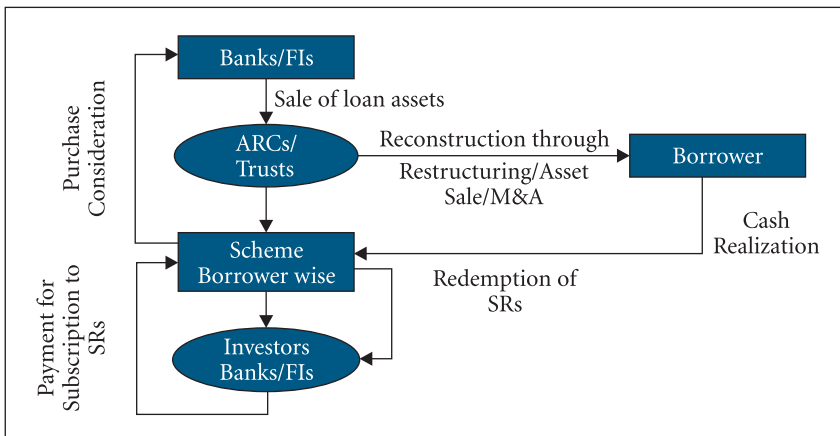 Banks/FIs
Sale of loan assets
Purchase
Consideration
ARCs/
Trusts
Reconstruction through
Restructuring/Asset
Sale/M&A
Borrower
Cash
Realization
Scheme
Borrower wise
Redemption of
SRs
Payment for
Subscription to
SRs
Investors
Banks/FIs